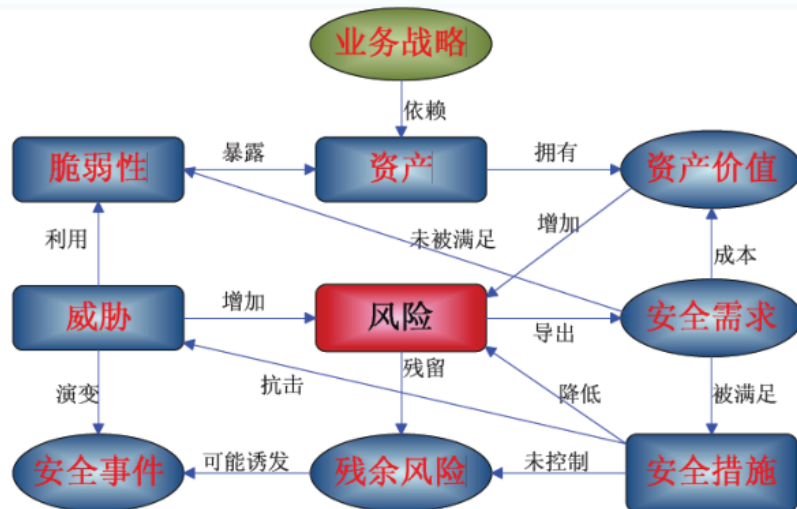 业务战略
依赖
脆弱性
暴露
资产
拥有
资产价值
利用
未被满足
增加
成本
威胁
增加
风险
导出
安全需求
演变
抗击
残留
降低
被满足
安全事件
可能诱发
残余风险
未控制
安全措施